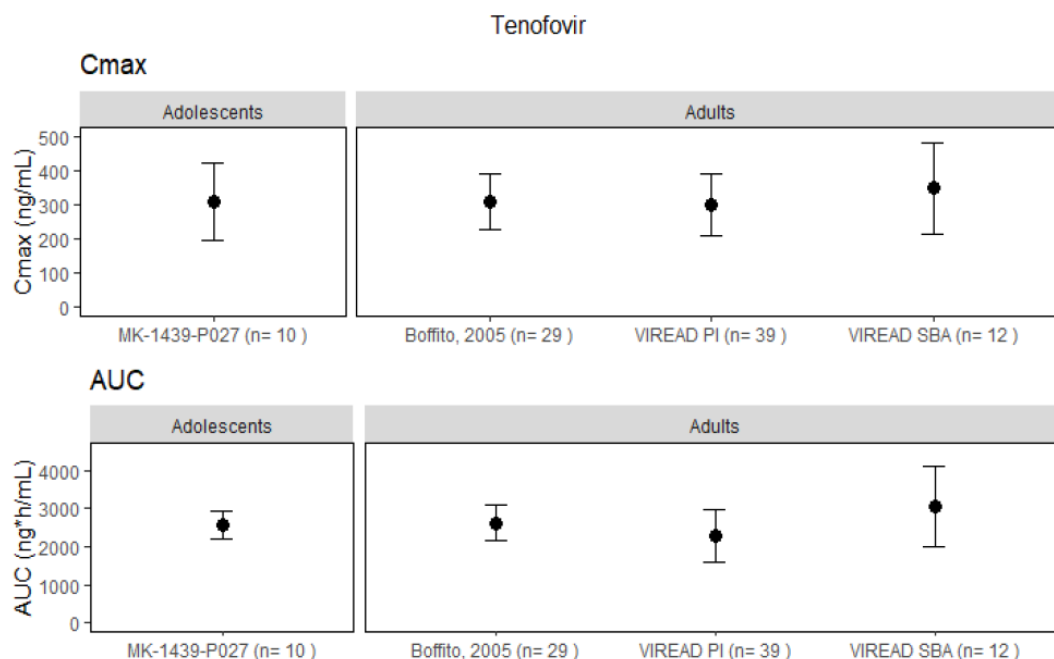 Tenofovir
Cmax
Adolescents
Adults
Cmax (ng/mL)
500
400
300
200
100
0
MK-1439-P027 (n= 10 )
Boffito, 2005 (n= 29 )
VIREAD PI (n= 39 )
VIREAD SBA (n= 12 )
AUC
Adolescents
Adults
AUC (ng*h/mL)
4000
3000
2000
1000
0
MK-1439-P027 (n= 10 )
Boffito, 2005 (n= 29 )
VIREAD PI (n= 39 )
VIREAD SBA (n= 12 )